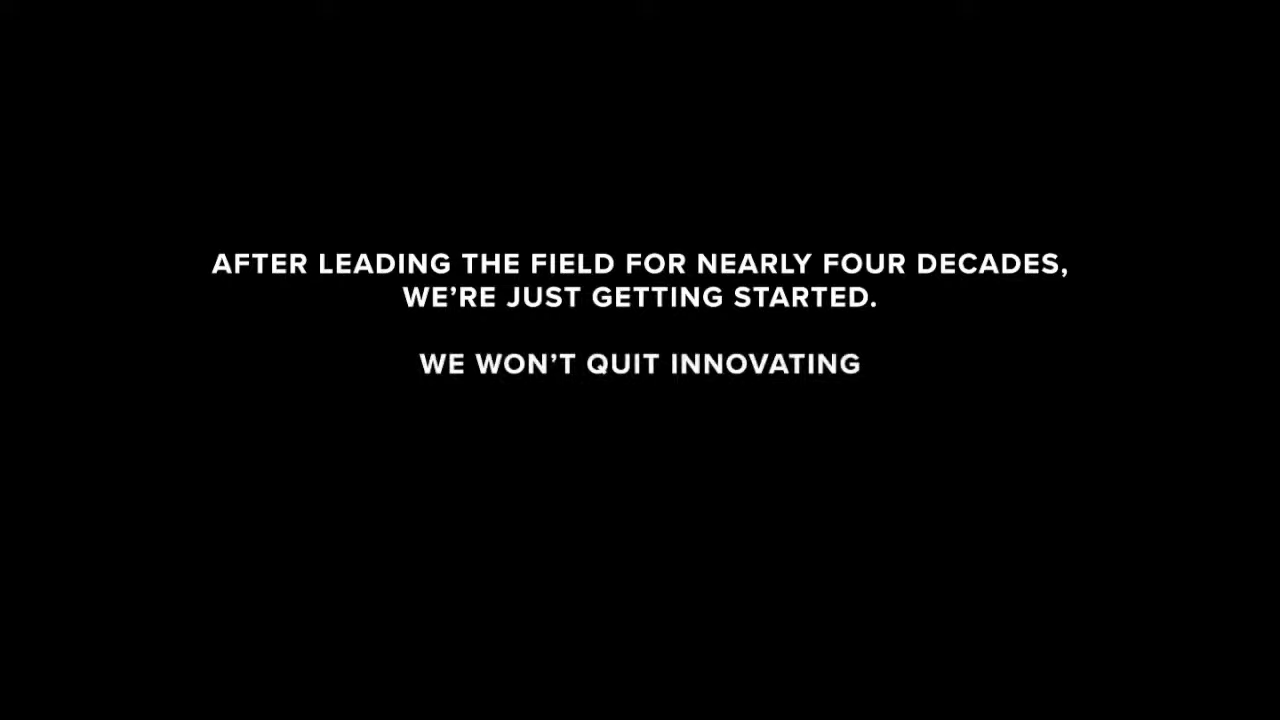 AFTER LEADING THE FIELD FOR NEARLY FOUR DECADES,
WE’RE JUST GETTING STARTED.
WE WON’T QUIT INNOVATING